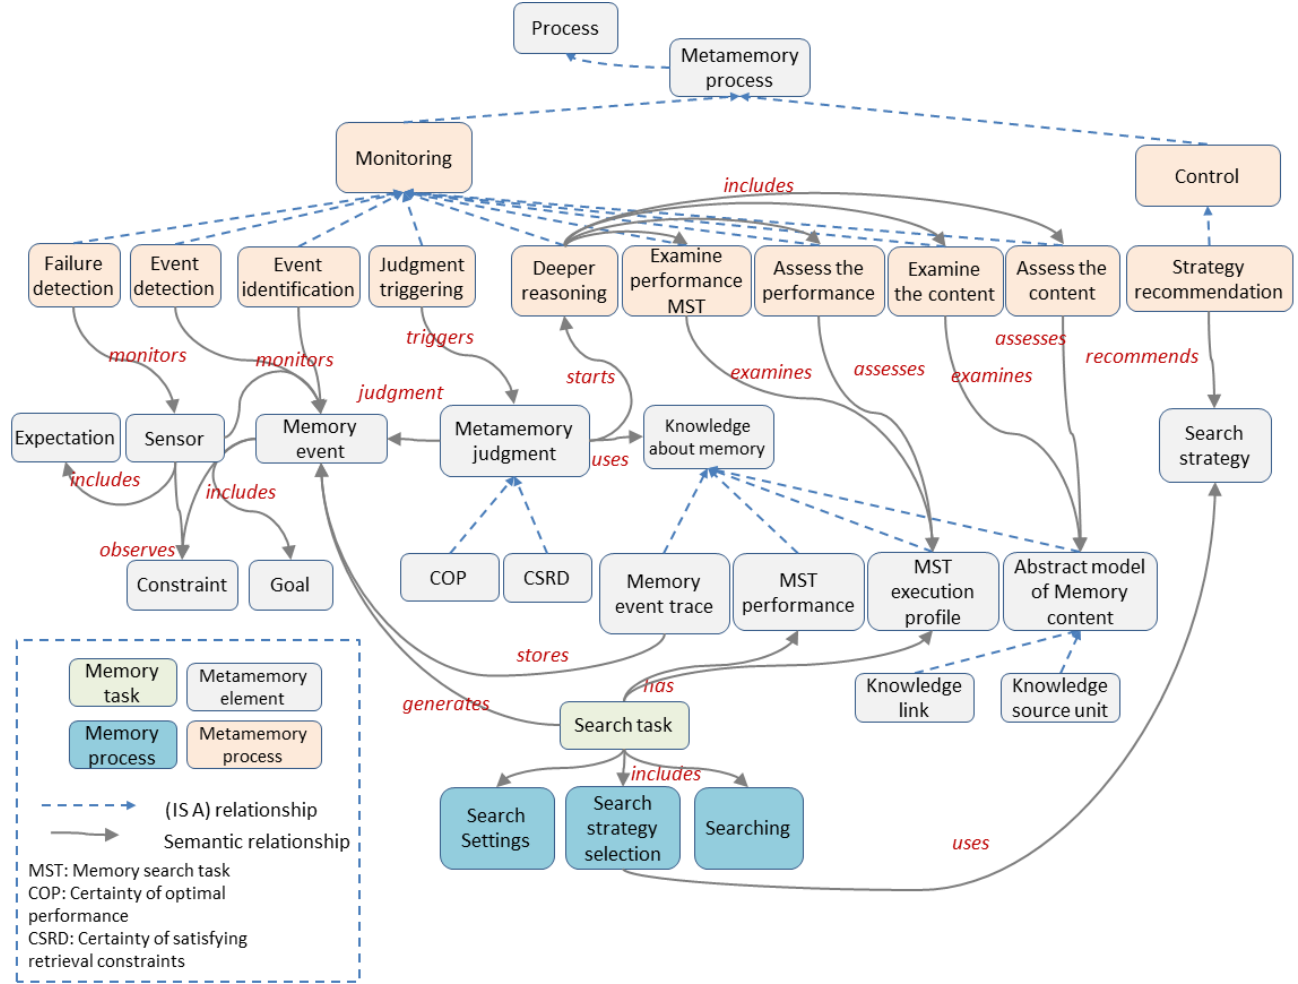 Process
Metamemory
process
Monitoring
Control
includes
Failure
detection
Event
detection
Event
identification
Judgment
triggering
Deeper
reasoning
Examine
performance
MST
Assess the
performance
Examine
the content
Assess the
content
Strategy
recommendation
monitors
monitors
triggers
judgment
starts
examines
assesses
examines
assesses
recommends
Expectation
Sensor
Memory
event
Metamemory
judgment
uses
Knowledge
about memory
Search
strategy
includes
includes
observes
Constraint
Goal
COP
CSRD
Memory
event trace
MST
performance
MST
execution
profile
Abstract model
of Memory
content
stores
has
generates
Knowledge
link
Knowledge
source unit
Search task
includes
Search
Settings
Search
strategy
selection
Searching
uses
Memory
task
Metamemory
element
Memory
process
Metamemory
process
(IS A) relationship
Semantic relationship
MST: Memory search task
COP: Certainty of optimal
performance
CSRD: Certainty of satisfying
retrieval constraints